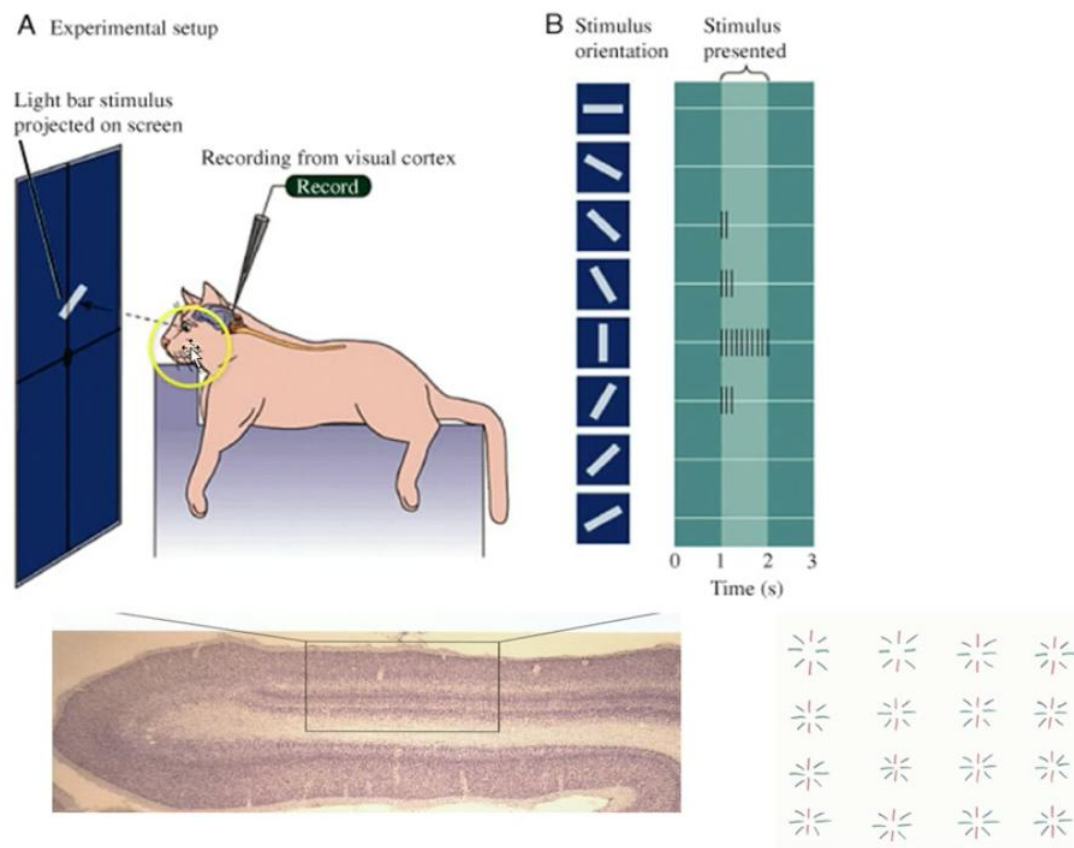 A Experimental setup
Light bar stimulus
projected on screen
Recording from visual cortex
Record
B Stimulus
orientation
Stimulus
presented
0 1 2 3
Time (s)